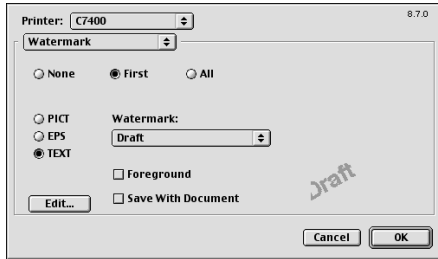 Printer: C7400 8.7.0
Watermark
None First All
PICT Watermark:
EPS Draft
TEXT
Foreground
Draft
Edit... Save With Document
Cancel OK